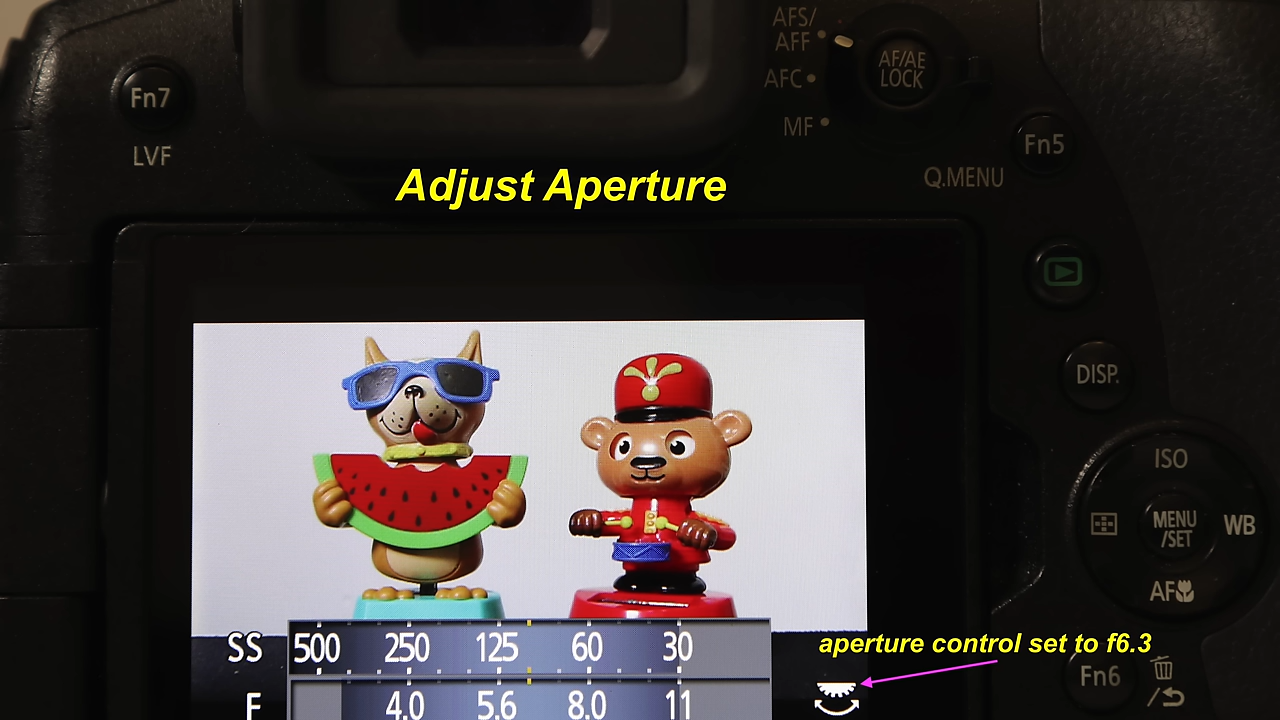 AFS/
AFF
AF/AE
LOCK
AFC
Fn7
MF
Fn5
LVF
Q.MENU
Adjust Aperture
DISP.
ISO
MENU
/SET
WB
AF
SS 500 250 125 60 30
aperture control set to f6.3
Fn6
F 4.0 5.6 8.0 11